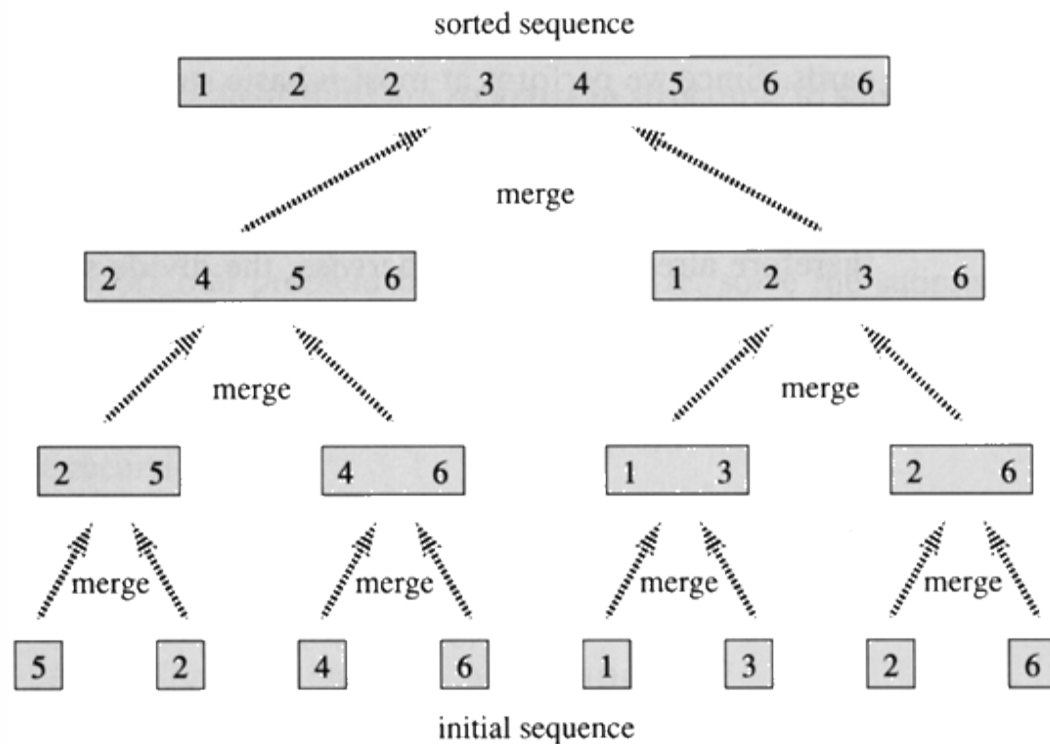 sorted sequence
1 2 2 3 4 5 6 6
merge
2 4 5 6
1 2 3 6
merge
merge
2 5
4 6
1 3
2 6
merge
merge
merge
merge
5
2
4
6
1
3
2
6
initial sequence